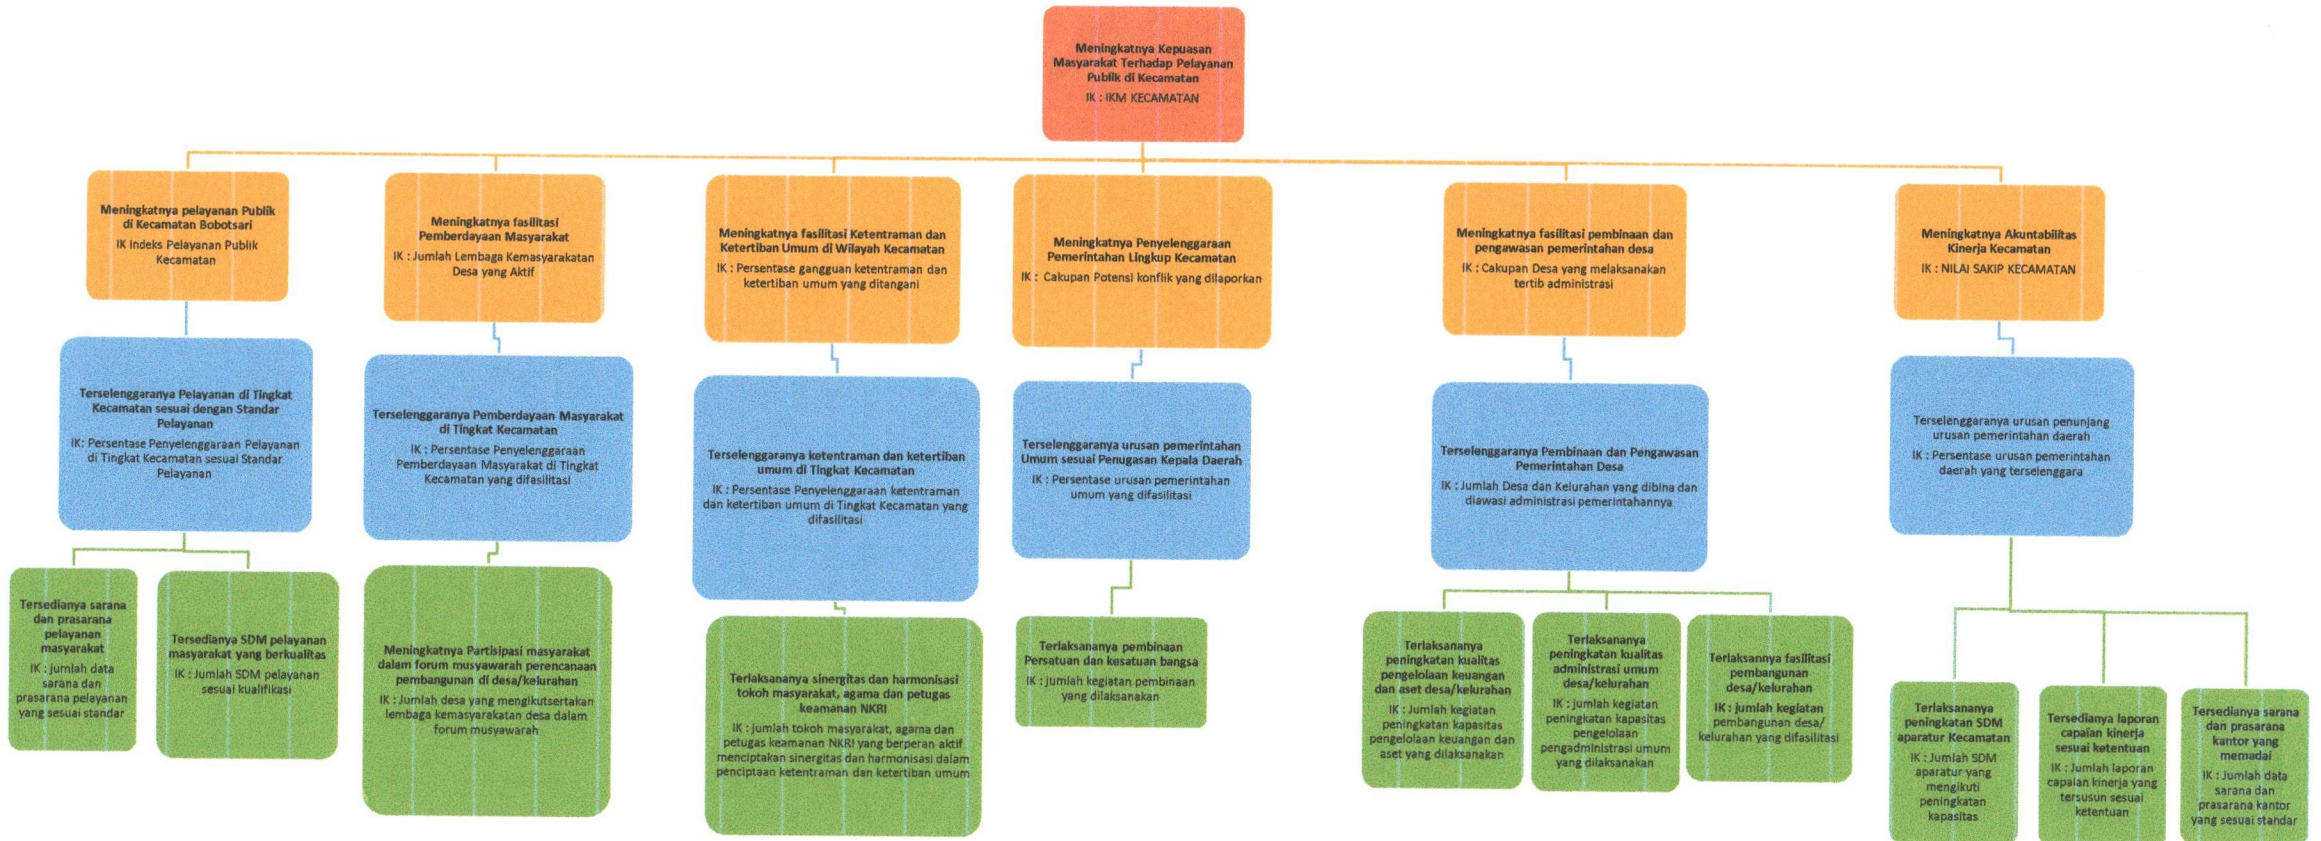 Meningkatnya Kepuasan
Masyarakat Terhadap Pelayanan
Publik di Kecamatan
IK : IKM KECAMATAN
Meningkatnya pelayanan Publik
di Kecamatan Bobotsari
IK Indeks Pelayanan Publik
Kecamatan
Meningkatnya fasilitasi
Pemberdayaan Masyarakat
IK : Jumlah Lembaga Kemasyarakatan
Desa yang Aktif
Meningkatnya fasilitasi Ketentraman dan
Ketertiban Umum di Wilayah Kecamatan
IK : Persentase gangguan ketentraman dan
ketertiban umum yang ditangani
Meningkatnya Penyelenggaraan
Pemerintahan Lingkup Kecamatan
IK : Cakupan Potensi konflik yang dilaporkan
Meningkatnya fasilitasi pembinaan dan
pengawasan pemerintahan desa
IK : Cakupan Desa yang melaksanakan
tertib administrasi
Meningkatnya Akuntabilitas
Kinerja Kecamatan
IK : NILAI SAKIP KECAMATAN
Terselenggaranya Pelayanan di Tingkat
Kecamatan sesuai dengan Standar
Pelayanan
IK: Persentase Penyelenggaraan Pelayanan
di Tingkat Kecamatan sesuai Standar
Pelayanan
Terselenggaranya Pemberdayaan Masyarakat
di Tingkat Kecamatan
IK : Persentase Penyelenggaraan
Pemberdayaan Masyarakat di Tingkat
Kecamatan yang difasilitasi
Terselenggaranya ketentraman dan ketertiban
umum di Tingkat Kecamatan
IK : Persentase Penyelenggaraan ketentraman
dan ketertiban umum di Tingkat Kecamatan yang
difasilitasi
Terselenggaranya urusan pemerintahan
Umum sesuai Penugasan Kepala Daerah
IK : Persentase urusan pemerintahan
umum yang difasilitasi
Terselenggaranya Pembinaan dan Pengawasan
Pemerintahan Desa
IK : Jumlah Desa dan Kelurahan yang dibina dan
diawasi administrasi pemerintahannya
Terselenggaranya urusan penunjang
urusan pemerintahan daerah
IK : Persentase urusan pemerintahan
daerah yang terselenggara
Tersedianya sarana
dan prasarana
pelayanan
masyarakat
IK : jumlah data
sarana dan
prasarana pelayanan
yang sesuai standar
Tersedianya SDM pelayanan
masyarakat yang berkualitas
IK : Jumlah SDM pelayanan
sesuai kualifikasi
Meningkatnya Partisipasi masyarakat
dalam forum musyawarah perencanaan
pembangunan di desa/kelurahan
IK : Jumlah desa yang mengikutsertakan
lembaga kemasyarakatan desa dalam
forum musyawarah
Terlaksananya sinergitas dan harmonisasi
tokoh masyarakat, agama dan petugas
keamanan NKRI
IK : jumlah tokoh masyarakat, agama dan
petugas keamanan NKRI yang berperan aktif
menciptakan sinergitas dan harmonisasi dalam
penciptaan ketentraman dan ketertiban umum
Terlaksananya pembinaan
Persatuan dan kesatuan bangsa
IK : jumlah kegiatan pembinaan
yang dilaksanakan
Terlaksananya
peningkatan kualitas
pengelolaan keuangan
dan aset desa/kelurahan
IK : Jumlah kegiatan
peningkatan kapasitas
pengelolaan keuangan dan
aset yang dilaksanakan
Terlaksananya
peningkatan kualitas
administrasi umum
desa/kelurahan
IK : jumlah kegiatan
peningkatan kapasitas
pengelolaan
pengadministrasi umum
yang dilaksanakan
Terlaksannya fasilitasi
pembangunan
desa/kelurahan
IK : jumlah kegiatan
pembangunan desa/
kelurahan yang difasilitasi
Terlaksananya
peningkatan SDM
aparatur Kecamatan
IK : Jumlah SDM
aparatur yang
mengikuti
peningkatan
kapasitas
Tersedianya laporan
capaian kinerja
sesuai ketentuan
IK : Jumlah laporan
capaian kinerja yang
tersusun sesuai
ketentuan
Tersedianya sarana
dan prasarana
kantor yang
memadai
IK : Jumlah data
sarana dan
prasarana kantor
yang sesuai standar